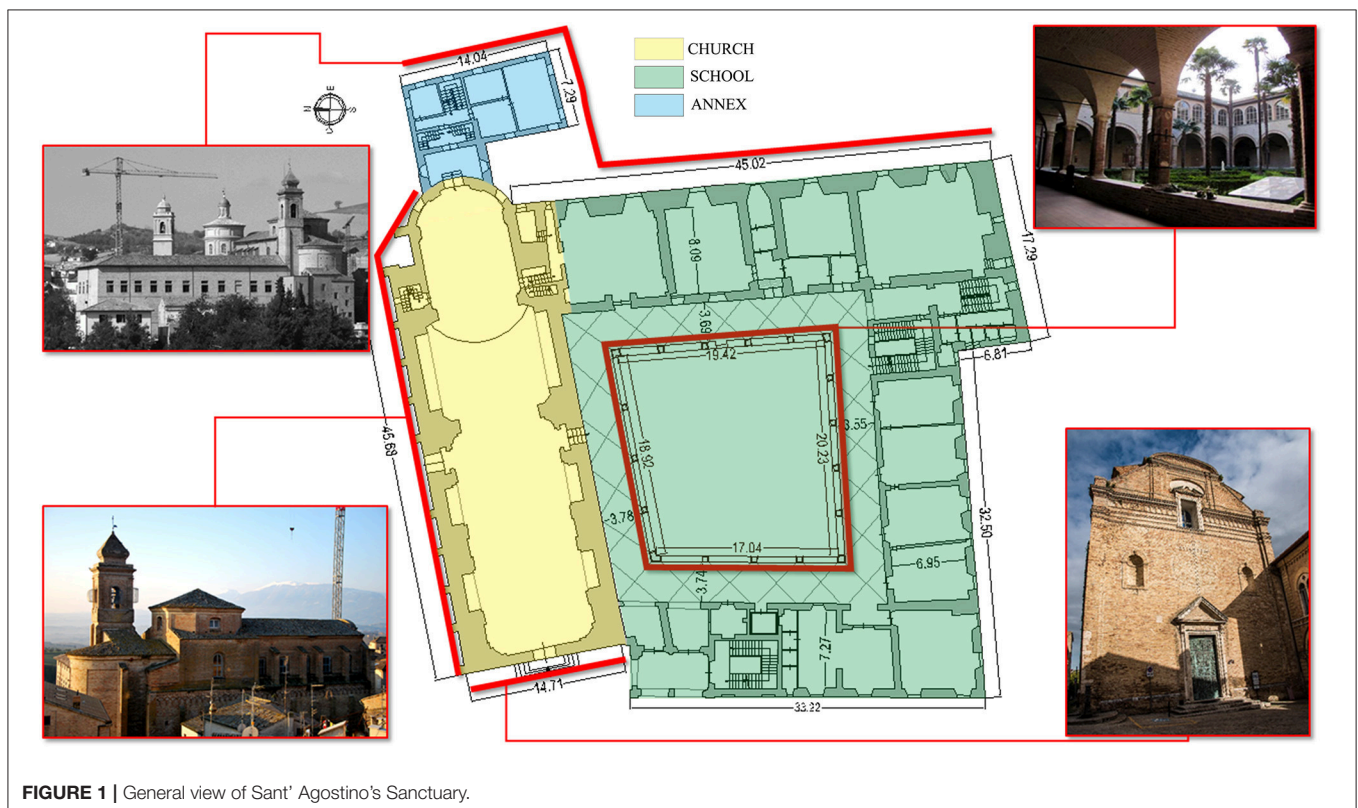 14.04
7.29
CHURCH
SCHOOL
ANNEX
E
N
S
45.02
17.29
8.09
3.69
19.42
6.81
45.68
18.92
20.23
3.55
3.78
32.50
17.04
6.95
3.74
7.27
14.71
33.22
FIGURE 1 | General view of Sant' Agostino's Sanctuary.